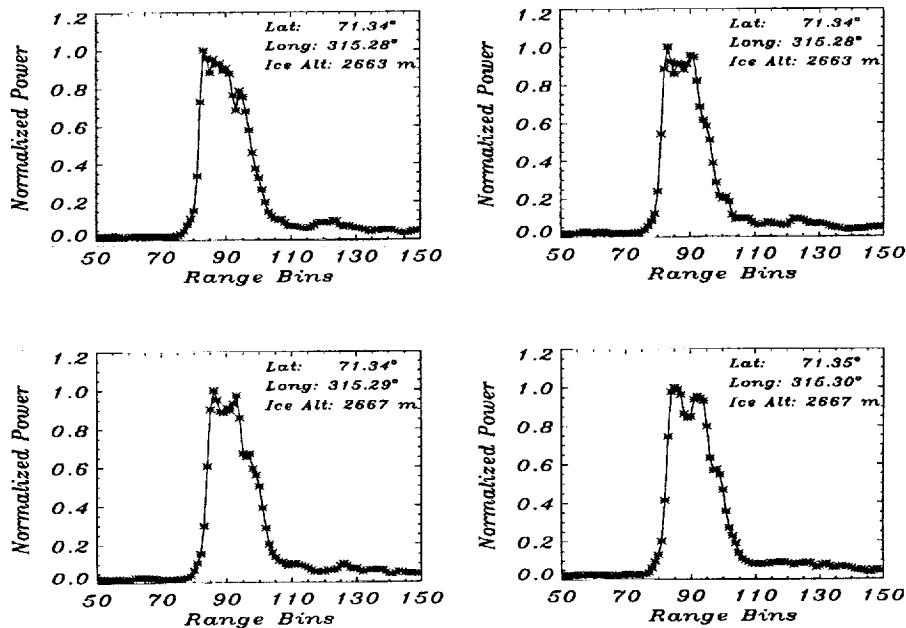 Lat: 71.34°
Long: 315.28°
Ice Alt: 2663 m
1.2
1.0
0.8
0.6
0.4
0.2
0.0
Normalized Power
50 70 90 110 130 150
Range Bins
Lat: 71.34°
Long: 315.28°
Ice Alt: 2663 m
1.2
1.0
0.8
0.6
0.4
0.2
0.0
Normalized Power
50 70 90 110 130 150
Range Bins
Lat: 71.34°
Long: 315.29°
Ice Alt: 2667 m
1.2
1.0
0.8
0.6
0.4
0.2
0.0
Normalized Power
50 70 90 110 130 150
Range Bins
Lat: 71.35°
Long: 315.30°
Ice Alt: 2667 m
1.2
1.0
0.8
0.6
0.4
0.2
0.0
Normalized Power
50 70 90 110 130 150
Range Bins